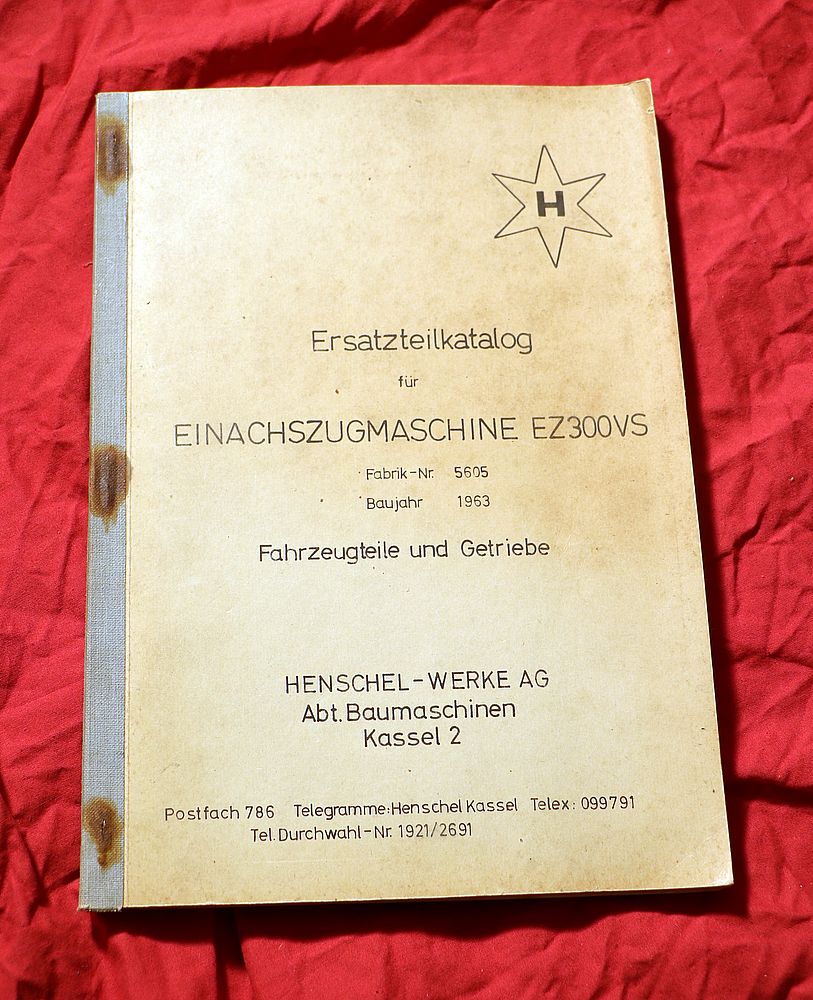 H
Ersatzteilkatalog
für
EINACHSZUGMASCHINE EZ300VS
Fabrik-Nr. 5605
Baujahr 1963
Fahrzeugteile und Getriebe
HENSCHEL-WERKE AG
Abt. Baumaschinen
Kassel 2
Postfach 786 Telegramme: Henschel Kassel Telex: 099791
Tel. Durchwahl-Nr. 1921/2691